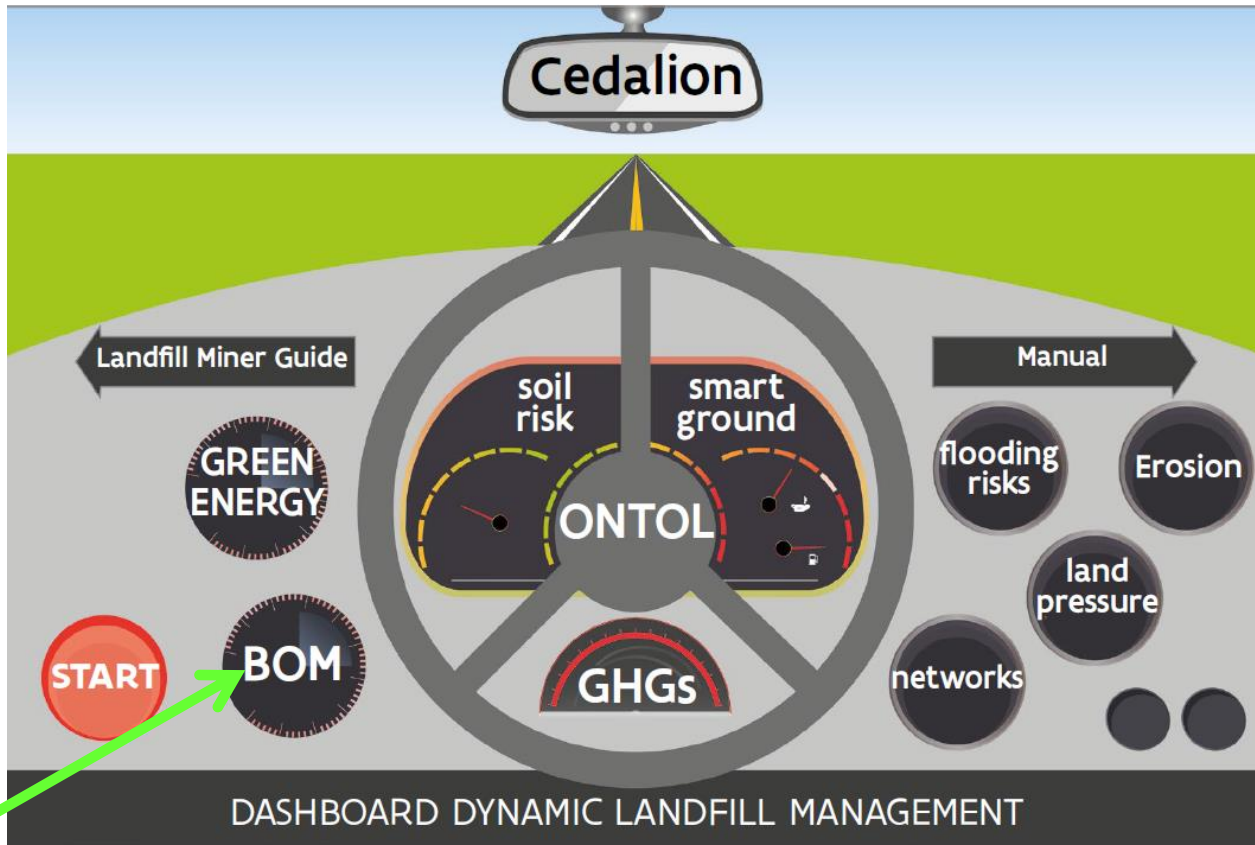 Cedalion
Landfill Miner Guide
Manual
soil
risk
smart
ground
GREEN
ENERGY
flooding
risks
Erosion
ONTOL
land
pressure
START
BOM
GHGs
networks
DASHBOARD DYNAMIC LANDFILL MANAGEMENT